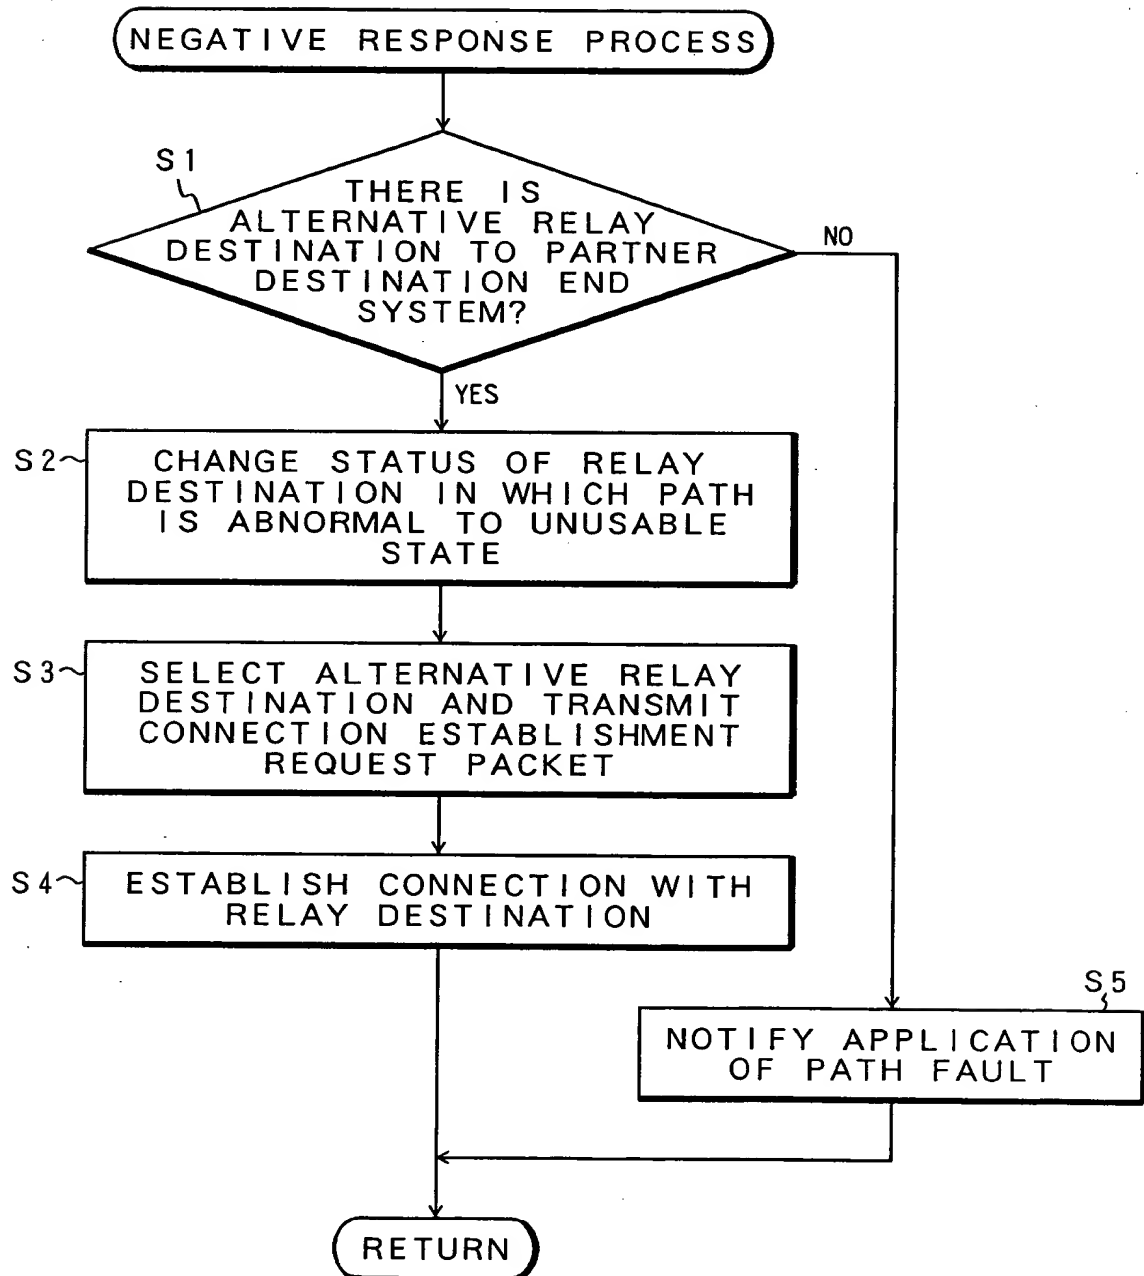 NEGATIVE RESPONSE PROCESS
S1
THERE IS
ALTERNATIVE RELAY
DESTINATION TO PARTNER
DESTINATION END
SYSTEM?
NO
YES
S2
CHANGE STATUS OF RELAY
DESTINATION IN WHICH PATH
IS ABNORMAL TO UNUSABLE
STATE
S3
SELECT ALTERNATIVE RELAY
DESTINATION AND TRANSMIT
CONNECTION ESTABLISHMENT
REQUEST PACKET
S4
ESTABLISH CONNECTION WITH
RELAY DESTINATION
S5
NOTIFY APPLICATION
OF PATH FAULT
RETURN